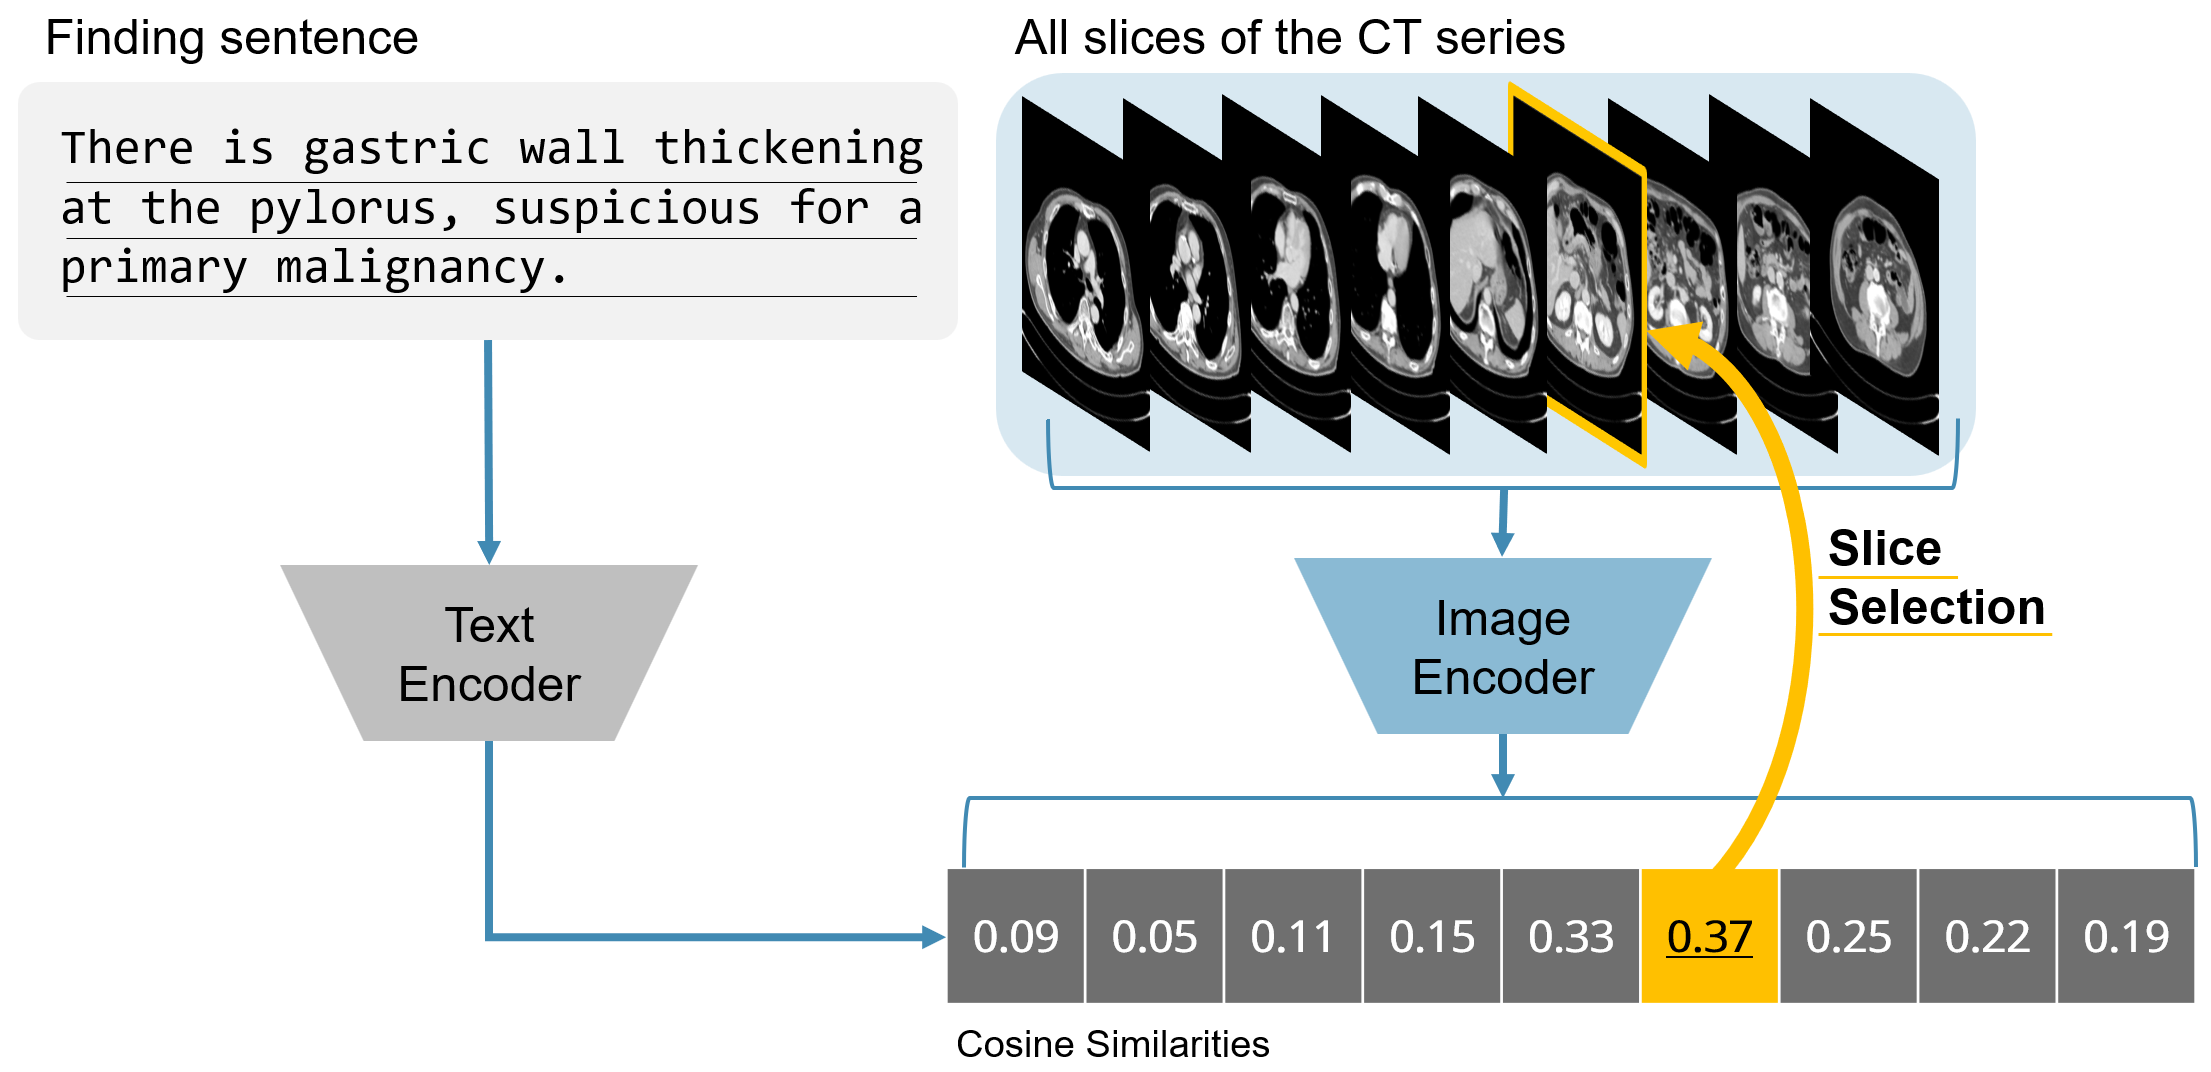 Finding sentence
There is gastric wall thickening
at the pylorus, suspicious for a
primary malignancy.
All slices of the CT series
Text
Encoder
Image
Encoder
Slice
Selection
0.09 0.05 0.11 0.15 0.33 0.37 0.25 0.22 0.19
Cosine Similarities